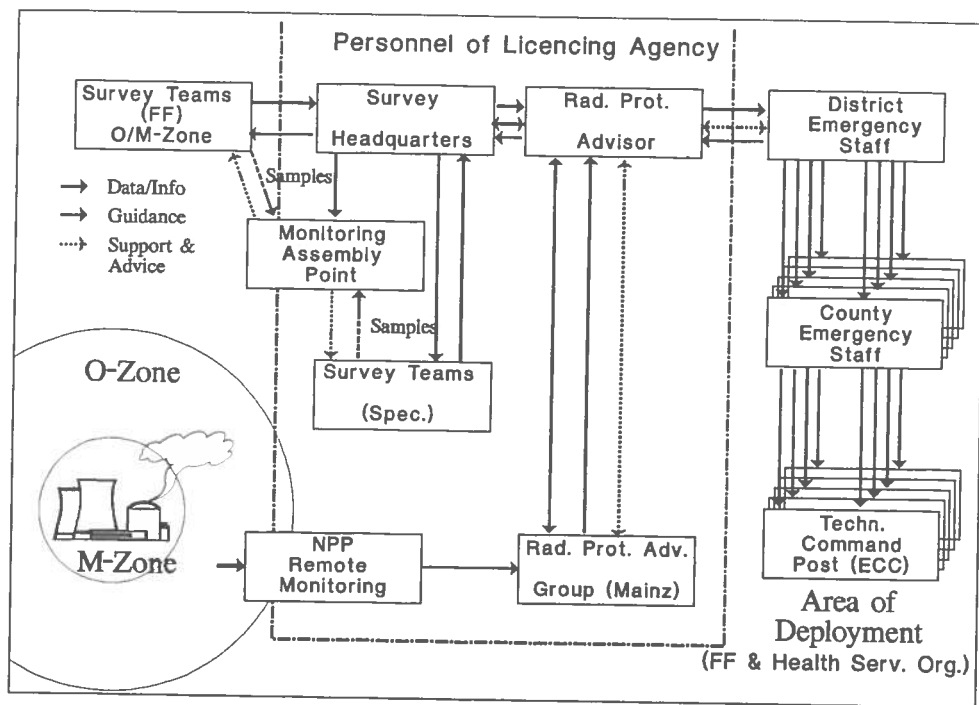 Personnel of Licencing Agency
Survey Teams
(FF)
O/M-Zone
Survey
Headquarters
Rad. Prot.
Advisor
District
Emergency
Staff
Samples
Data/Info
Guidance
Support &
Advice
Monitoring
Assembly
Point
Samples
Survey Teams
(Spec.)
County
Emergency
Staff
O-Zone
M-Zone
NPP
Remote
Monitoring
Rad. Prot. Adv.
Group (Mainz)
Techn.
Command
Post (ECC)
Area of
Deployment
(FF & Health Serv. Org.)